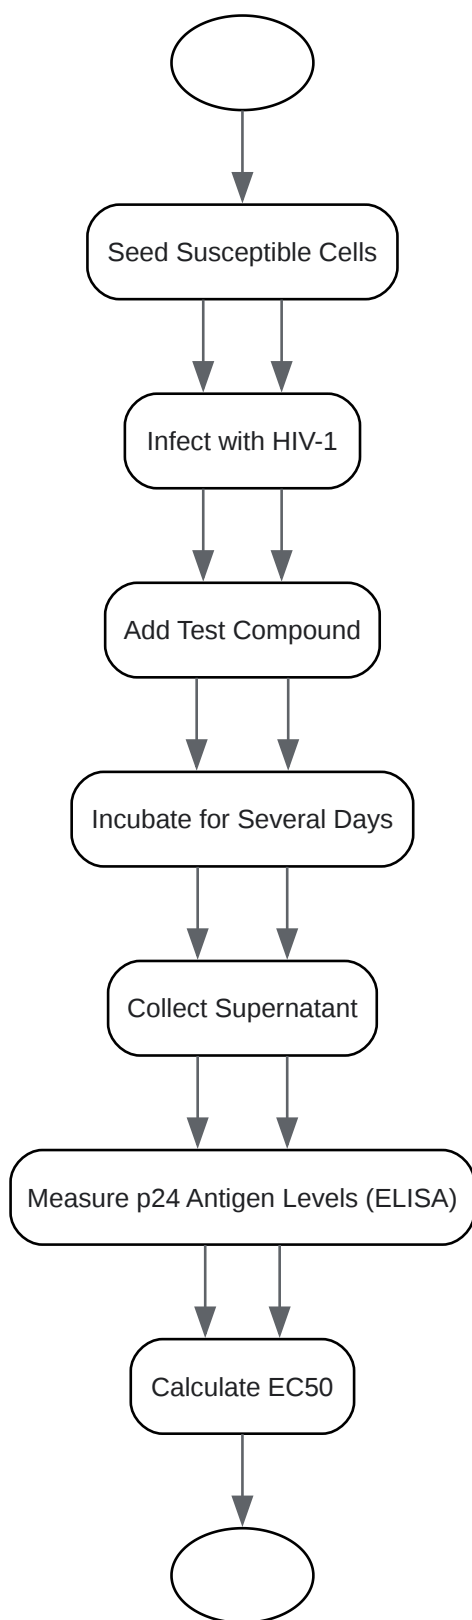 Seed Susceptible Cells
Infect with HIV-1
Add Test Compound
Incubate for Several Days
Collect Supernatant
Measure p24 Antigen Levels (ELISA)
Calculate EC50